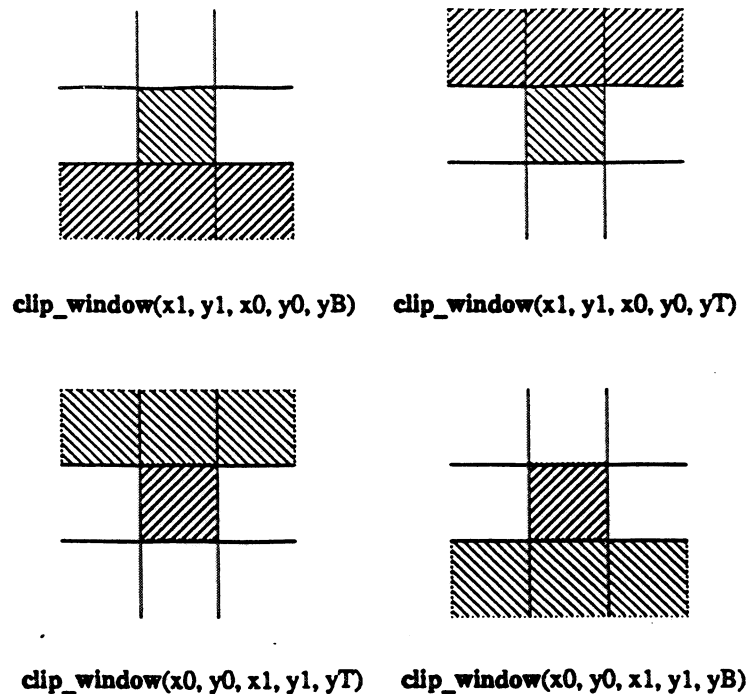 clip_window(x1, y1, x0, y0, yB)
clip_window(x1, y1, x0, y0, yT)
clip_window(x0, y0, x1, y1, yT)
clip_window(x0, y0, x1, y1, yB)